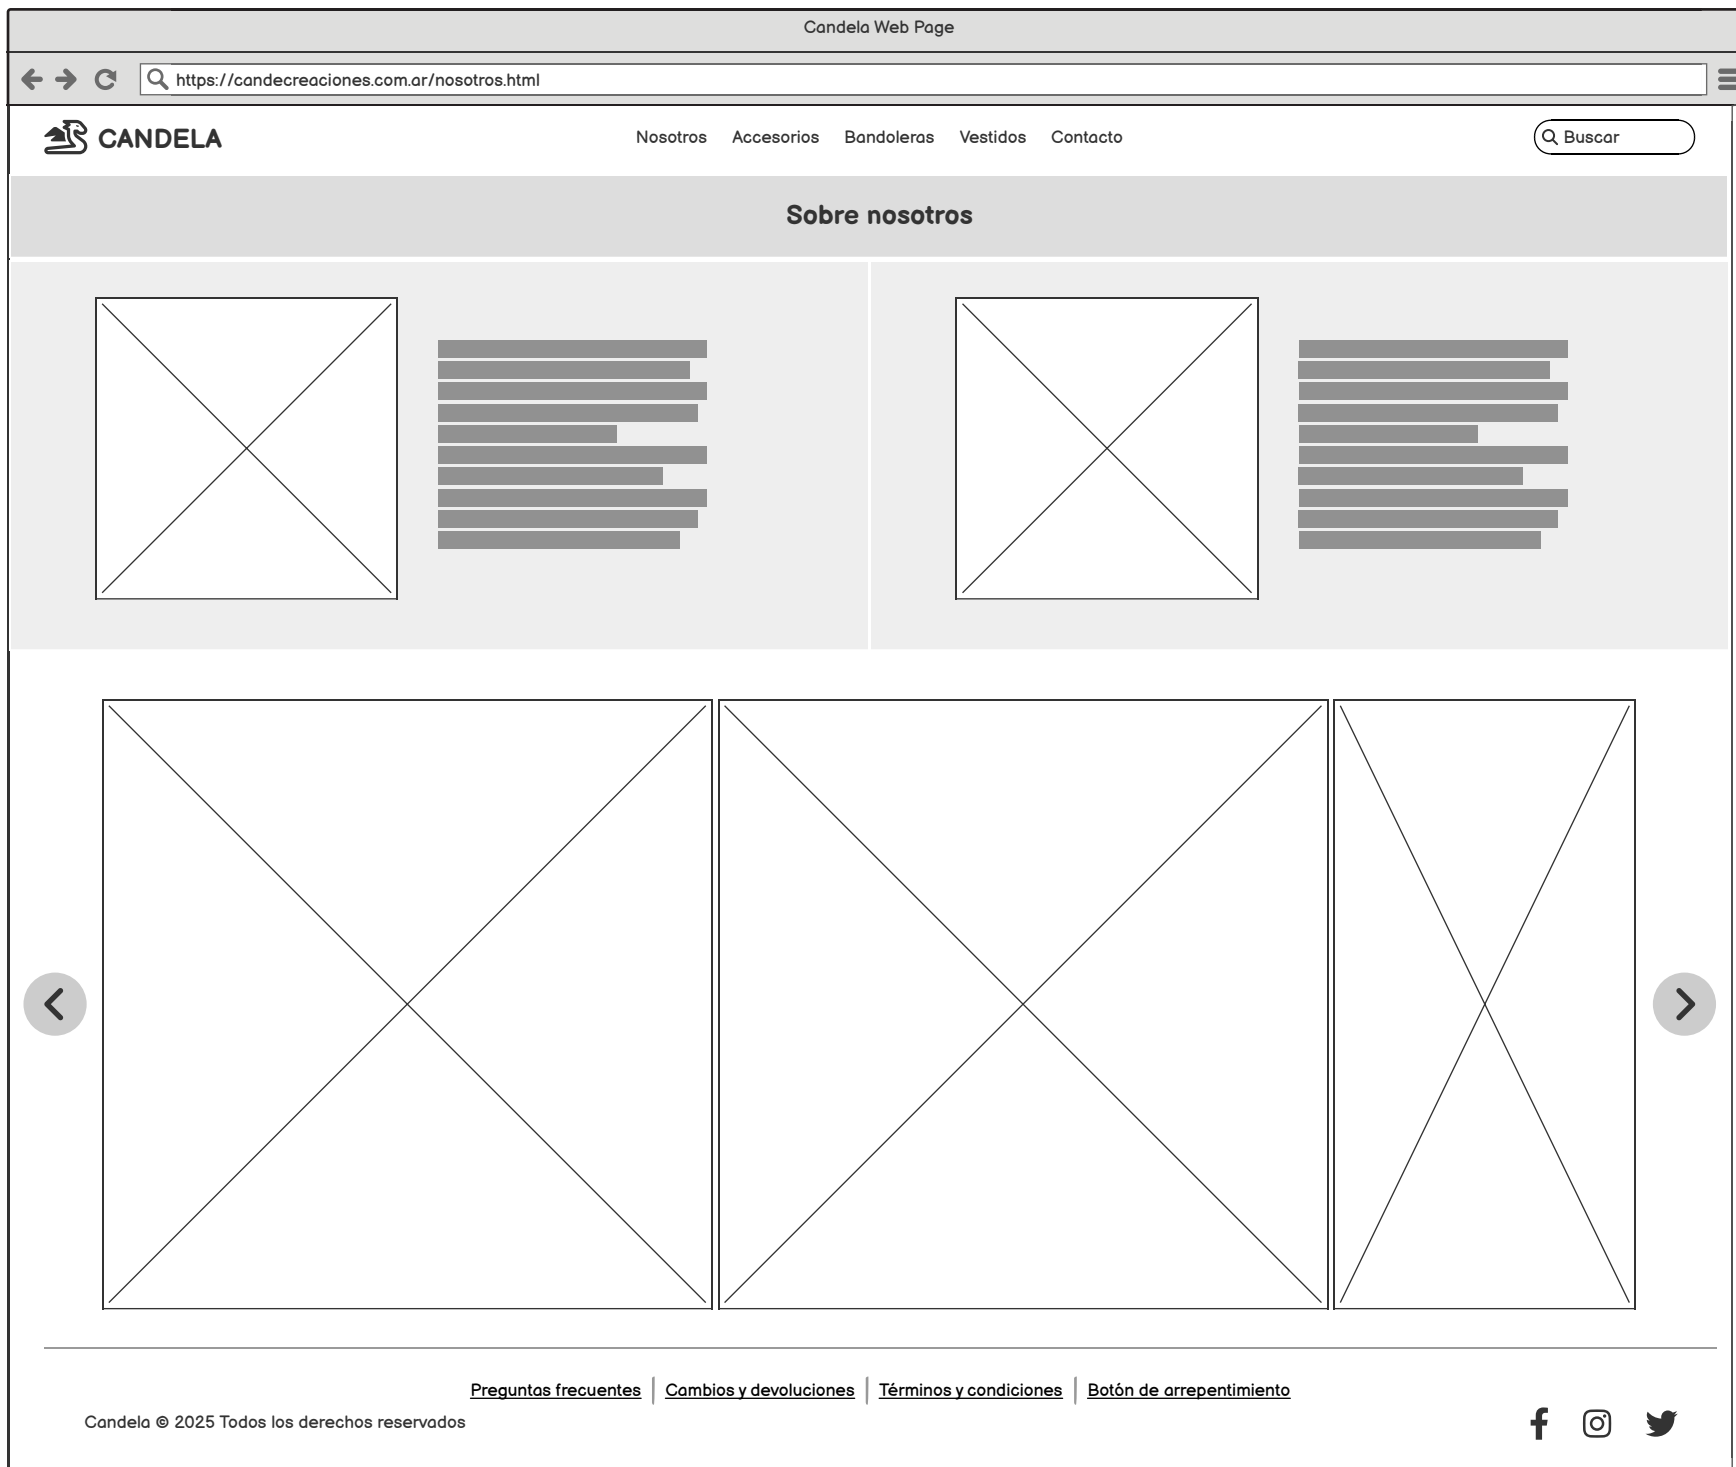 Candela Web Page
https://candecreaciones.com.ar/nosotros.html
CANDELA Nosotros Accesorios Bandoleras Vestidos Contacto Buscar
Sobre nosotros
Preguntas frecuentes Cambios y devoluciones Términos y condiciones Botón de arrepentimiento
Candela © 2025 Todos los derechos reservados